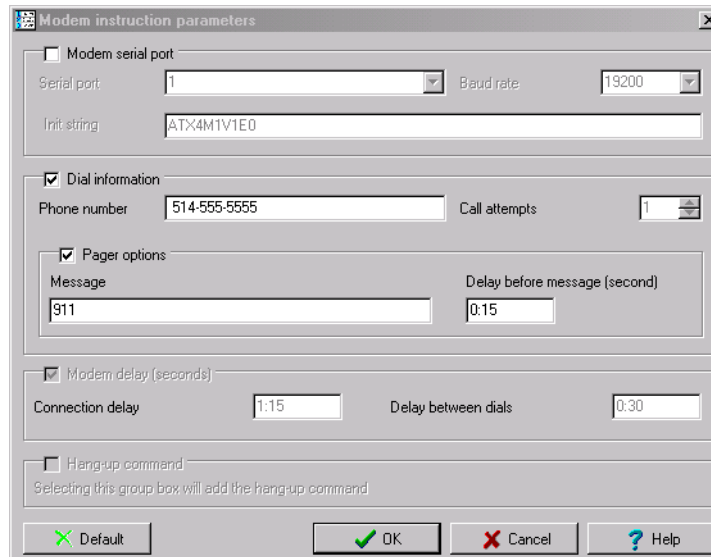 Modem instruction parameters
Modem serial port
Serial port 1 Baud rate 19200
Init string ATX4M1V1E0
Dial information
Phone number 514-555-5555 Call attempts 1
Pager options
Message Delay before message (second)
911 0:15
Modem delay (seconds)
Connection delay 1:15 Delay between dials 0:30
Hang-up command
Selecting this group box will add the hang-up command
Default OK Cancel Help